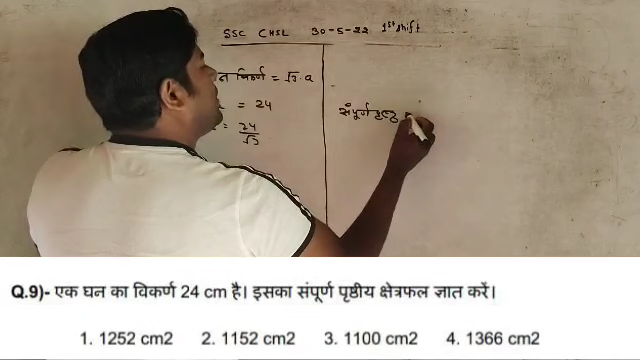 SSC CHSL 30-5-22 1st shift
विकर्ण = √3.a
= 24
= 24/√3
संपूर्ण
Q.9)- एक घन का विकर्ण 24 cm है। इसका संपूर्ण पृष्ठीय क्षेत्रफल ज्ञात करें।
1. 1252 cm2 2. 1152 cm2 3. 1100 cm2 4. 1366 cm2